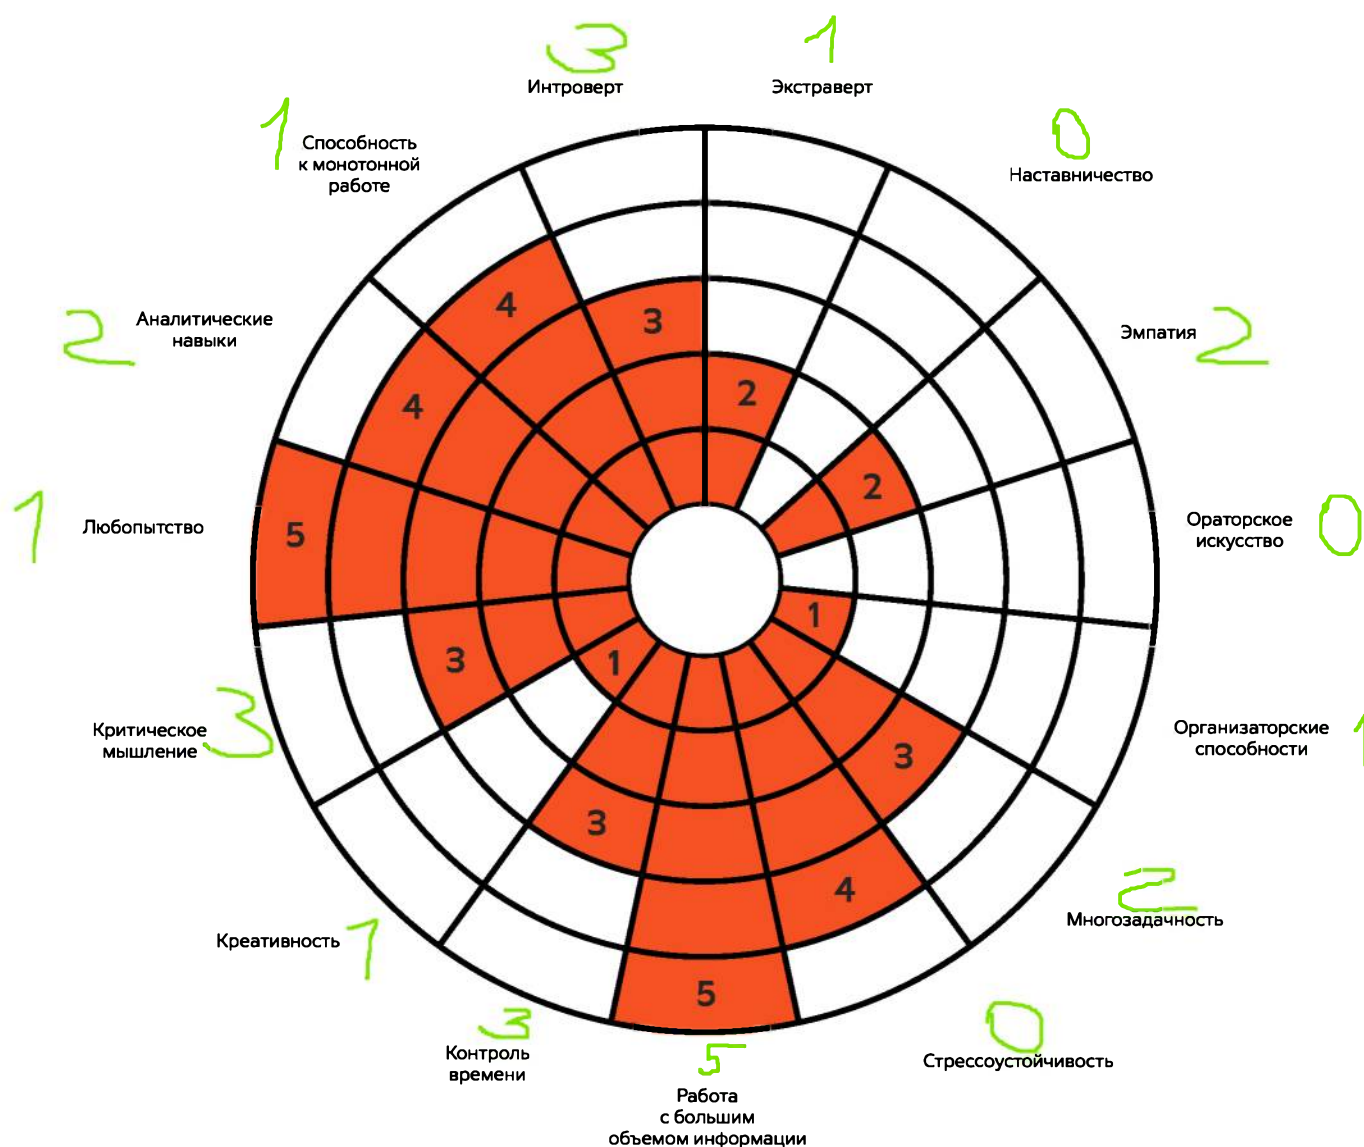 3
1
Интроверт
Экстраверт
1
Способность
к монотонной
работе
0
Наставничество
4
3
2
Аналитические
навыки
2
Эмпатия
2
4
2
1
Любопытство
5
Ораторское
искусство
0
1
3
1
Критическое
мышление
3
Организаторские
способности
1
3
3
4
2
Многозадачность
Креативность
1
5
3
Контроль
времени
5
Работа
с большим
объемом информации
0
Стрессоустойчивость